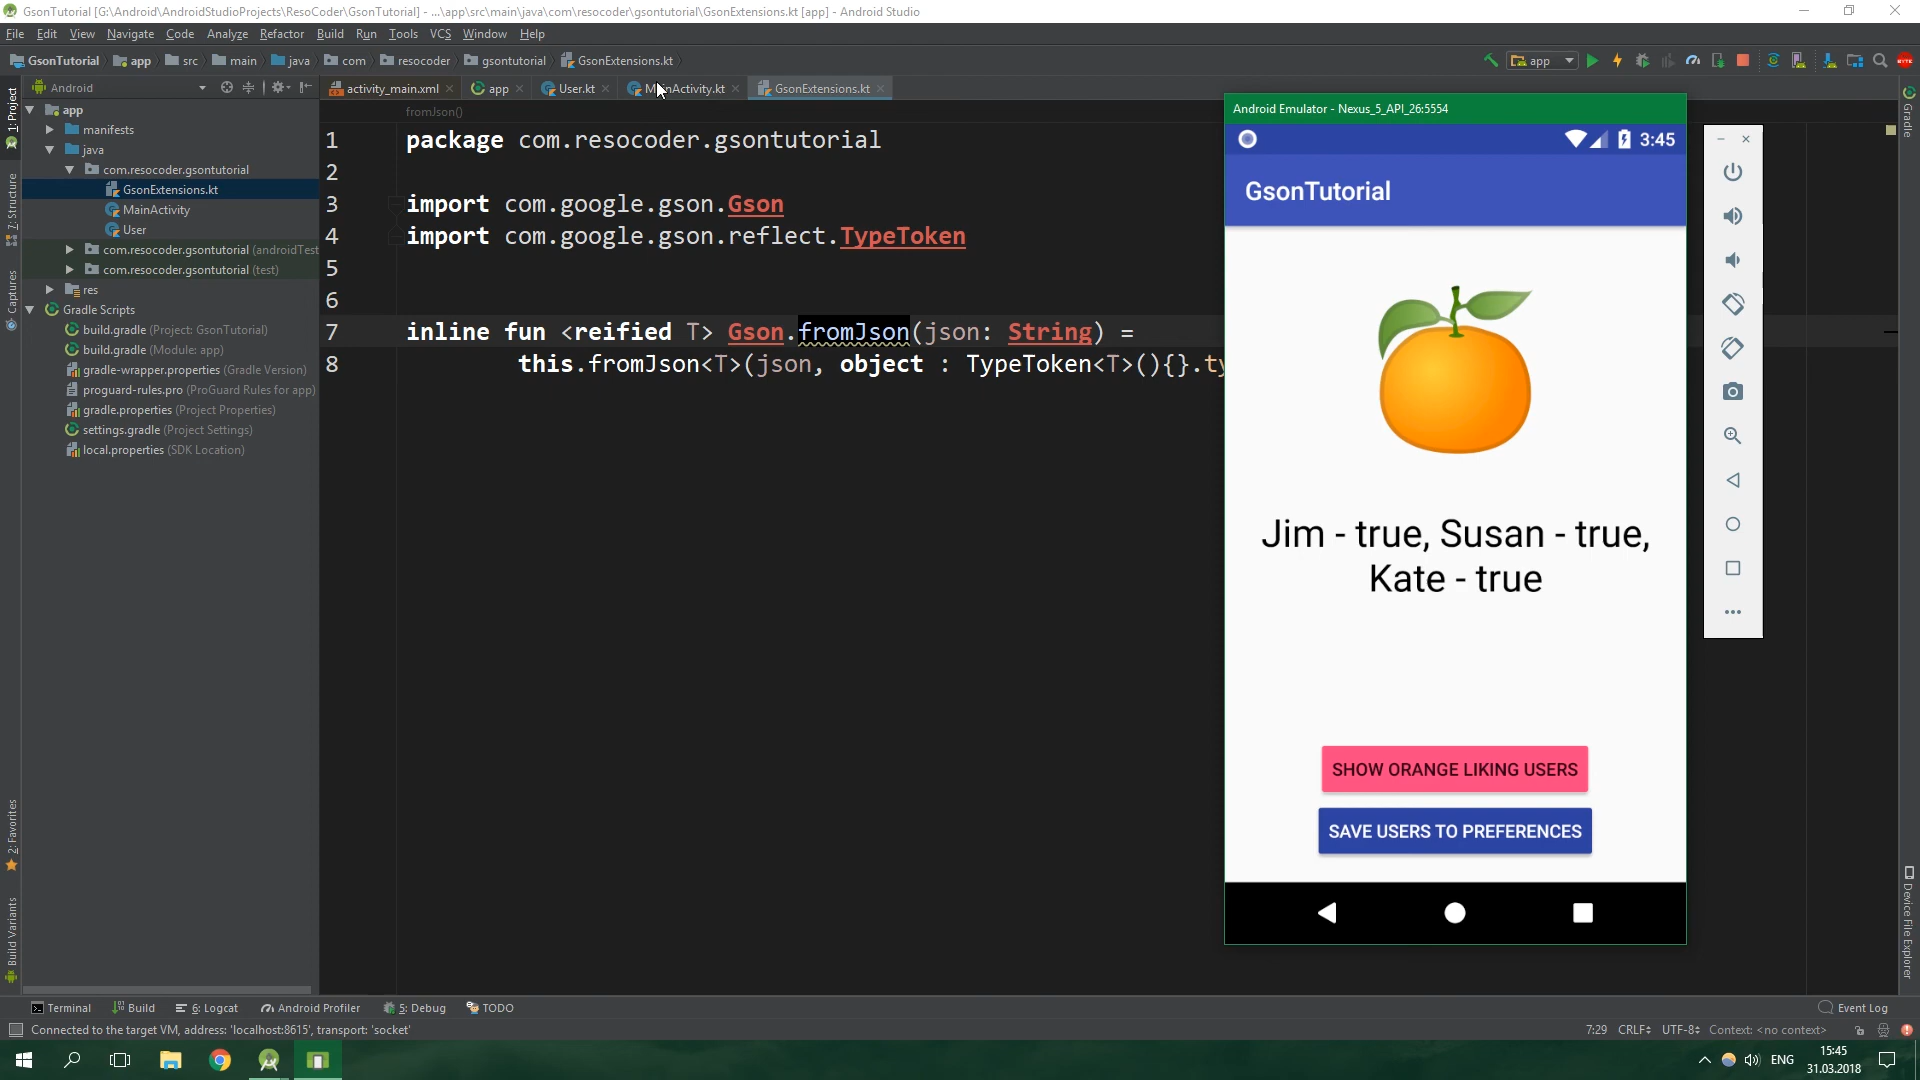 GsonTutorial [G:\Android\AndroidStudioProjects\ResoCoder\GsonTutorial] - ...\app\src\main\java\com\resocoder\gsontutorial\GsonExtensions.kt [app] - Android Studio
File Edit View Navigate Code Analyze Refactor Build Run Tools VCS Window Help
GsonTutorial app src main java com resocoder gsontutorial GsonExtensions.kt
app
Android
activity_main.xml app User.kt MainActivity.kt GsonExtensions.kt
fromJson()
1: Project
7: Structure
Captures
2: Favorites
Build Variants
app
manifests
java
com.resocoder.gsontutorial
GsonExtensions.kt
MainActivity
User
com.resocoder.gsontutorial (androidTest
com.resocoder.gsontutorial (test)
res
Gradle Scripts
build.gradle (Project: GsonTutorial)
build.gradle (Module: app)
gradle-wrapper.properties (Gradle Version)
proguard-rules.pro (ProGuard Rules for app)
gradle.properties (Project Properties)
settings.gradle (Project Settings)
local.properties (SDK Location)
1 package com.resocoder.gsontutorial
2
3 import com.google.gson.Gson
4 import com.google.gson.reflect.TypeToken
5
6
7 inline fun <reified T> Gson.fromJson(json: String) =
8 this.fromJson<T>(json, object : TypeToken<T>(){}.ty
Android Emulator - Nexus_5_API_26:5554
3:45
GsonTutorial
Jim - true, Susan - true,
Kate - true
SHOW ORANGE LIKING USERS
SAVE USERS TO PREFERENCES
Gradle
Device File Explorer
Terminal Build 6: Logcat Android Profiler 5: Debug TODO Event Log
Connected to the target VM, address: 'localhost:8615', transport: 'socket' 7:29 CRLF UTF-8 Context: <no context>
ENG
15:45
31.03.2018